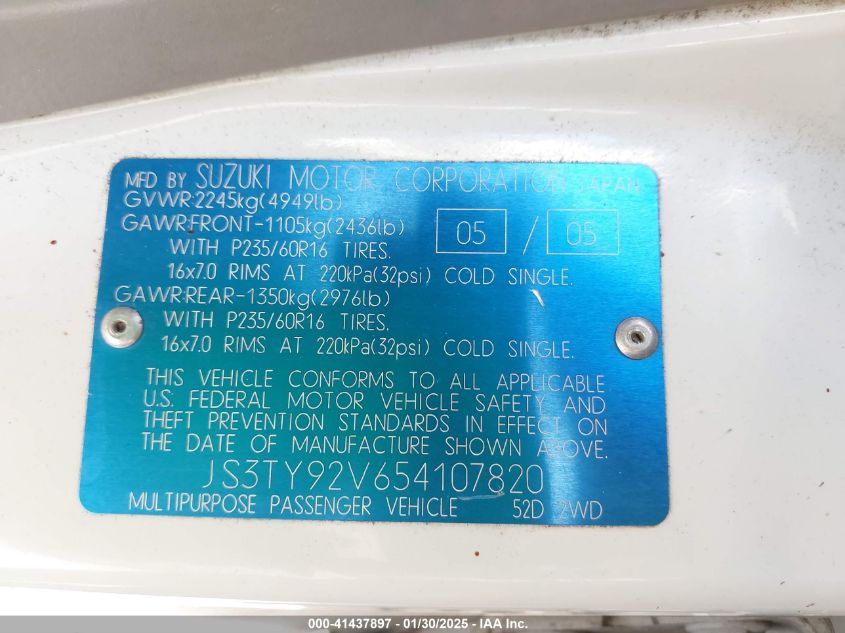 MFD BY SUZUKI MOTOR CORPORATION JAPAN
GVWR:2245kg(4949lb)
GAWR:FRONT-1105kg(2436lb) 05 / 05
WITH P235/60R16 TIRES.
16x7.0 RIMS AT 220kPa(32psi) COLD SINGLE.
GAWR:REAR-1350kg(2976lb)
WITH P235/60R16 TIRES.
16x7.0 RIMS AT 220kPa(32psi) COLD SINGLE.
THIS VEHICLE CONFORMS TO ALL APPLICABLE
U.S. FEDERAL MOTOR VEHICLE SAFETY AND
THEFT PREVENTION STANDARDS IN EFFECT ON
THE DATE OF MANUFACTURE SHOWN ABOVE.
JS3TY92V654107820
MULTIPURPOSE PASSENGER VEHICLE 52D 2WD
000-41437897 - 01/30/2025 - IAA Inc.